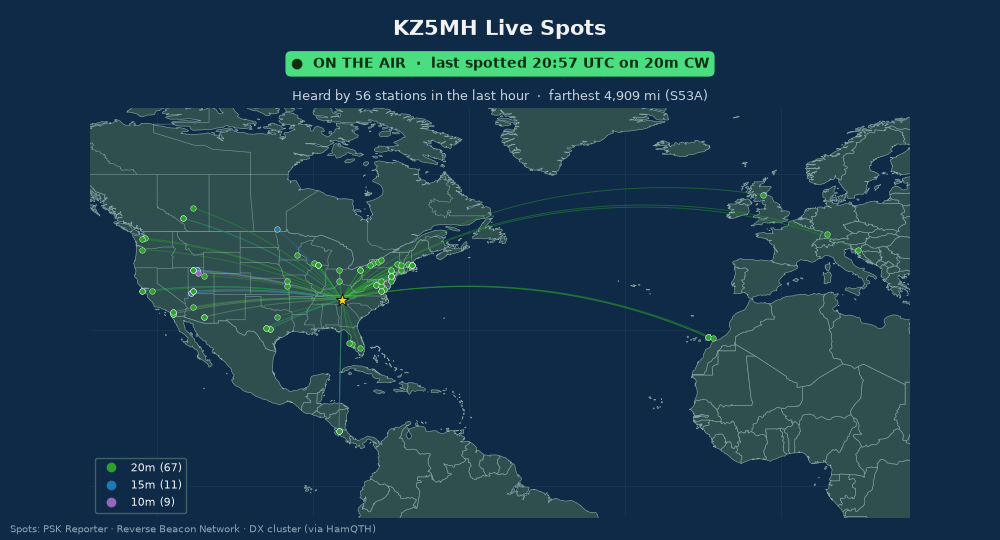 KZ5MH Live Spots
● ON THE AIR · last spotted 20:57 UTC on 20m CW
Heard by 56 stations in the last hour · farthest 4,909 mi (S53A)
20m (67)
15m (11)
10m (9)
Spots: PSK Reporter · Reverse Beacon Network · DX cluster (via HamQTH)